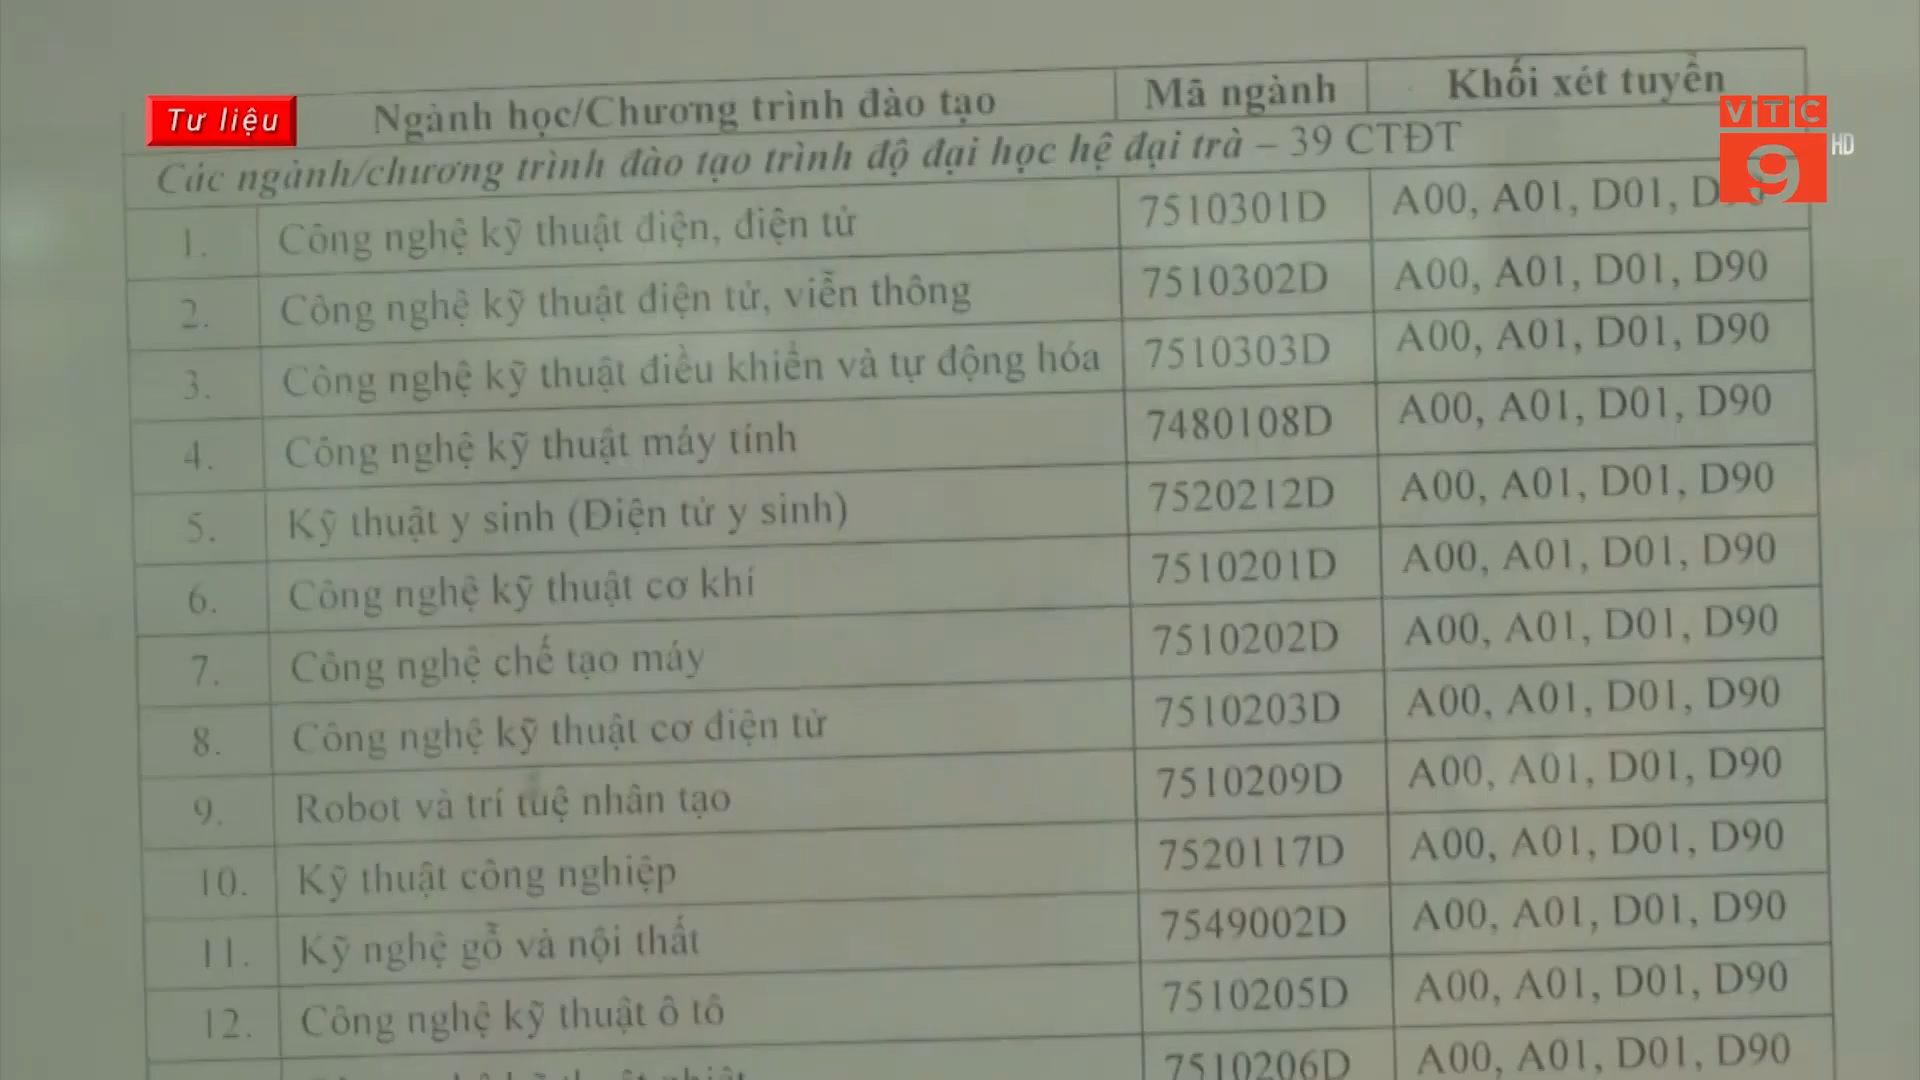 Tư liệu
VTC
9
HD
Ngành học/Chương trình đào tạo Mã ngành Khối xét tuyển
Các ngành/chương trình đào tạo trình độ đại học hệ đại trà – 39 CTĐT
1. Công nghệ kỹ thuật điện, điện tử 7510301D A00, A01, D01, D90
2. Công nghệ kỹ thuật điện tử, viễn thông 7510302D A00, A01, D01, D90
3. Công nghệ kỹ thuật điều khiển và tự động hóa 7510303D A00, A01, D01, D90
4. Công nghệ kỹ thuật máy tính 7480108D A00, A01, D01, D90
5. Kỹ thuật y sinh (Điện tử y sinh) 7520212D A00, A01, D01, D90
6. Công nghệ kỹ thuật cơ khí 7510201D A00, A01, D01, D90
7. Công nghệ chế tạo máy 7510202D A00, A01, D01, D90
8. Công nghệ kỹ thuật cơ điện tử 7510203D A00, A01, D01, D90
9. Robot và trí tuệ nhân tạo 7510209D A00, A01, D01, D90
10. Kỹ thuật công nghiệp 7520117D A00, A01, D01, D90
11. Kỹ nghệ gỗ và nội thất 7549002D A00, A01, D01, D90
12. Công nghệ kỹ thuật ô tô 7510205D A00, A01, D01, D90
7510206D A00, A01, D01, D90